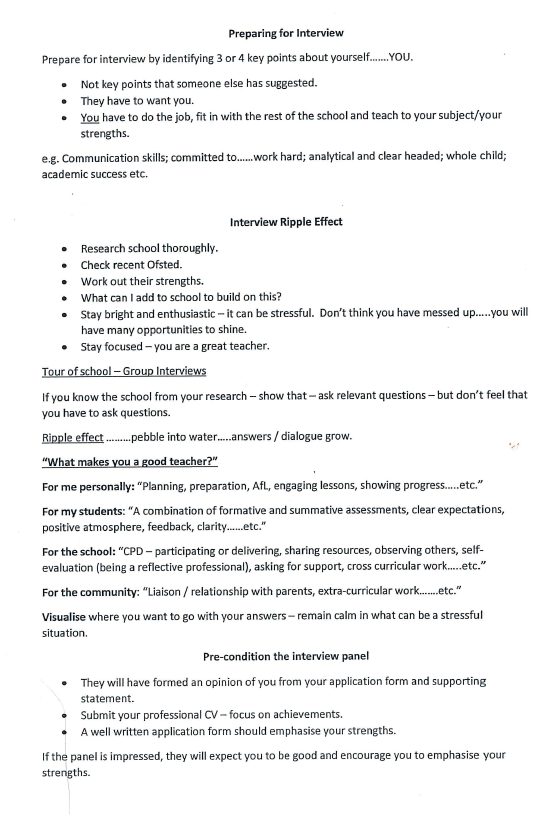 Preparing for Interview
Prepare for interview by identifying 3 or 4 key points about yourself.......YOU.
• Not key points that someone else has suggested.
• They have to want you.
• You have to do the job, fit in with the rest of the school and teach to your subject/your
strengths.
e.g. Communication skills; committed to......work hard; analytical and clear headed; whole child;
academic success etc.
Interview Ripple Effect
• Research school thoroughly.
• Check recent Ofsted.
• Work out their strengths.
• What can I add to school to build on this?
• Stay bright and enthusiastic – it can be stressful. Don't think you have messed up.....you will
have many opportunities to shine.
• Stay focused – you are a great teacher.
Tour of school – Group Interviews
If you know the school from your research – show that – ask relevant questions – but don't feel that
you have to ask questions.
Ripple effect .........pebble into water.....answers / dialogue grow.
"What makes you a good teacher?"
For me personally: "Planning, preparation, AfL, engaging lessons, showing progress.....etc."
For my students: "A combination of formative and summative assessments, clear expectations,
positive atmosphere, feedback, clarity......etc."
For the school: "CPD – participating or delivering, sharing resources, observing others, self-
evaluation (being a reflective professional), asking for support, cross curricular work.....etc."
For the community: "Liaison / relationship with parents, extra-curricular work.......etc."
Visualise where you want to go with your answers – remain calm in what can be a stressful
situation.
Pre-condition the interview panel
• They will have formed an opinion of you from your application form and supporting
statement.
• Submit your professional CV – focus on achievements.
• A well written application form should emphasise your strengths.
If the panel is impressed, they will expect you to be good and encourage you to emphasise your
strengths.